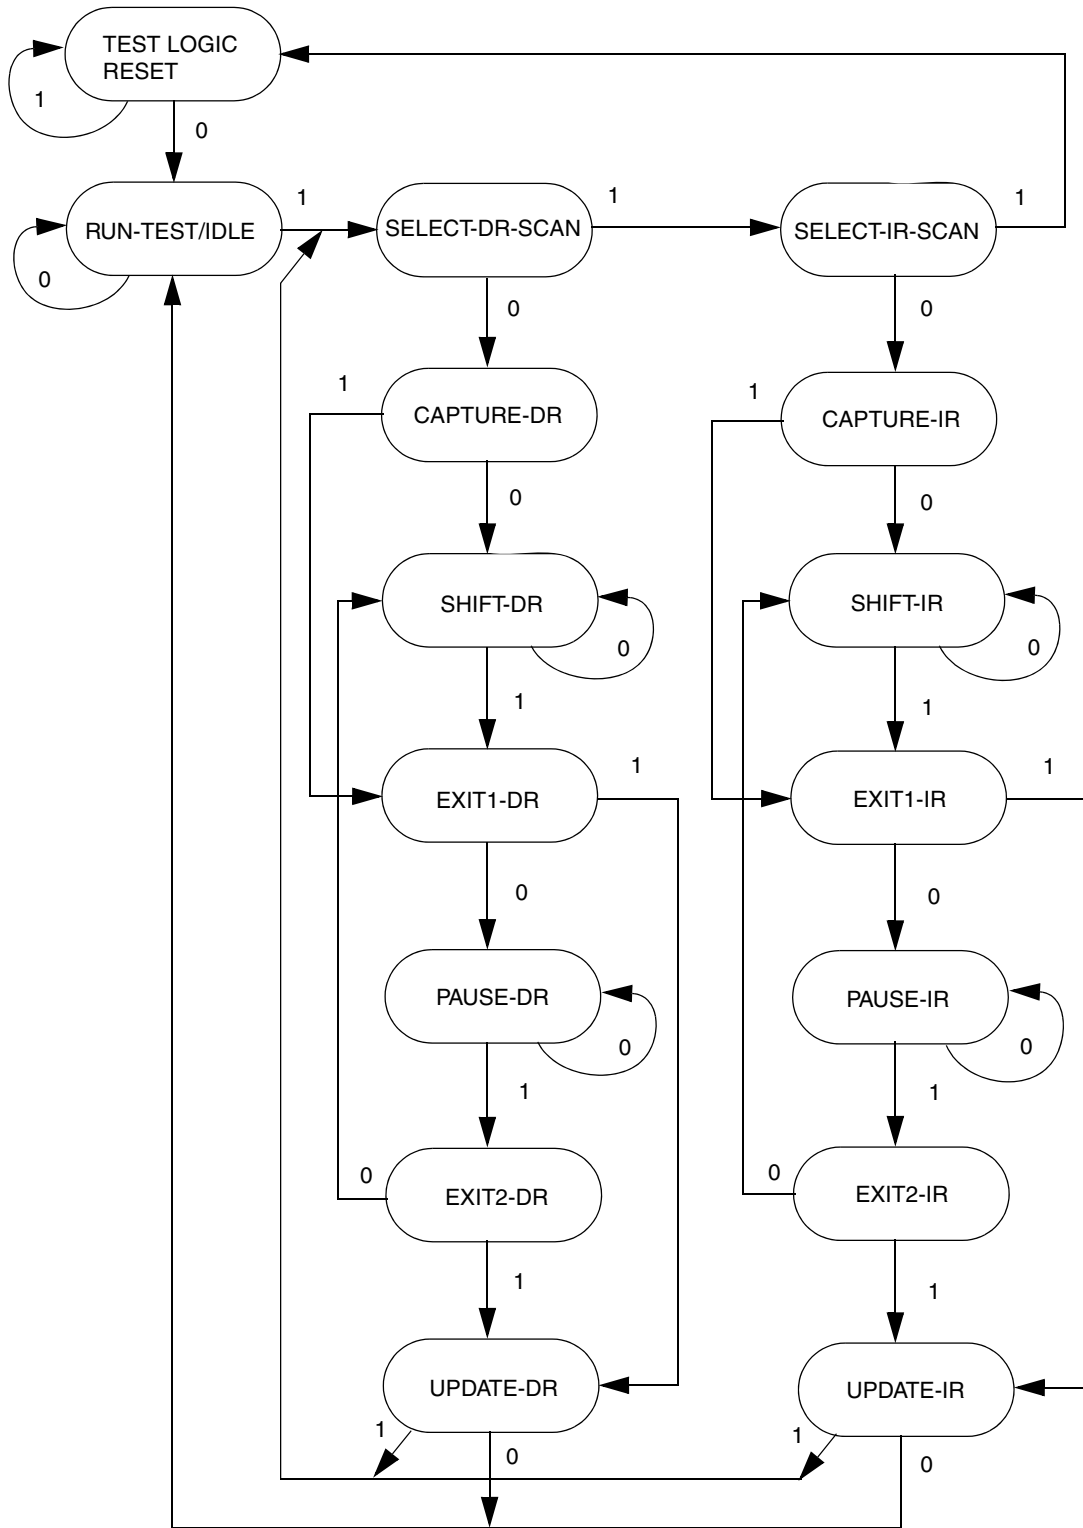 TEST LOGIC
RESET
1
0
RUN-TEST/IDLE
0
1
SELECT-DR-SCAN
1
SELECT-IR-SCAN
1
0
0
1
CAPTURE-DR
1
CAPTURE-IR
0
0
SHIFT-DR
0
SHIFT-IR
0
1
1
EXIT1-DR
1
EXIT1-IR
1
0
0
PAUSE-DR
0
PAUSE-IR
0
1
1
0
EXIT2-DR
0
EXIT2-IR
1
1
UPDATE-DR
UPDATE-IR
1
0
1
0